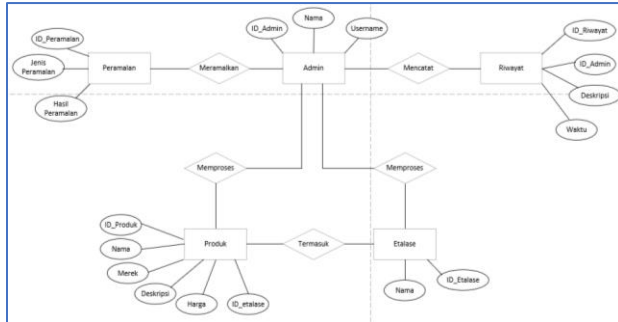 Nama
ID_Admin
Username
ID_Peramalan
Jenis
Peramalan
Hasil
Peramalan
Peramalan
Meramalkan
Admin
Mencatat
Riwayat
ID_Riwayat
ID_Admin
Deskripsi
Waktu
Memproses
Memproses
ID_Produk
Nama
Merek
Deskripsi
Harga
ID_etalase
Produk
Termasuk
Etalase
Nama
ID_Etalase